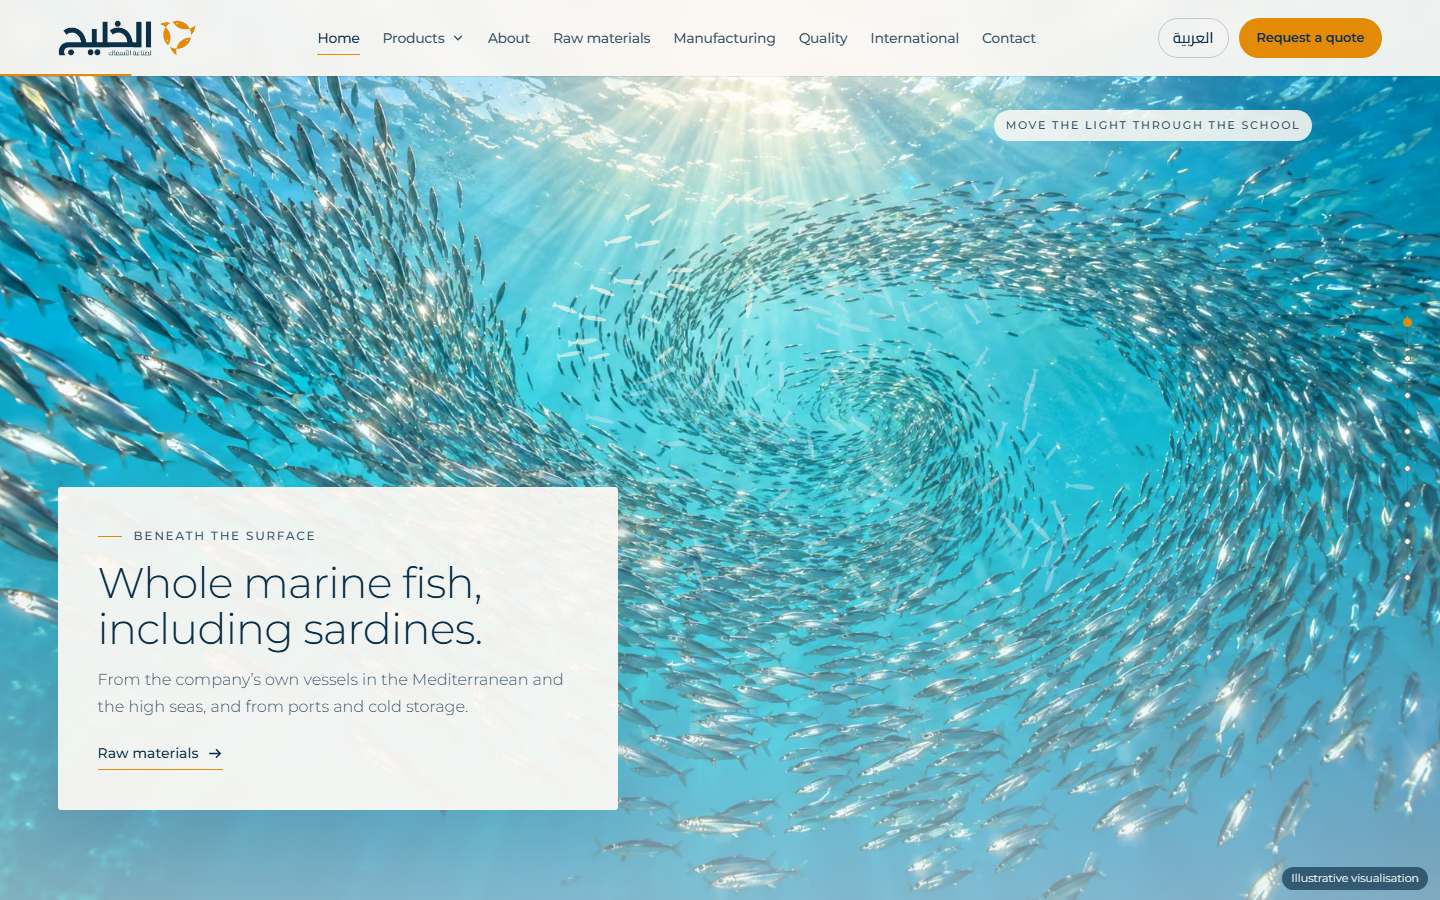 الخليج
لصناعة الأسماك
Home
Products
About
Raw materials
Manufacturing
Quality
International
Contact
العربية
Request a quote
MOVE THE LIGHT THROUGH THE SCHOOL
BENEATH THE SURFACE
Whole marine fish,
including sardines.
From the company’s own vessels in the Mediterranean and
the high seas, and from ports and cold storage.
Raw materials
Illustrative visualisation